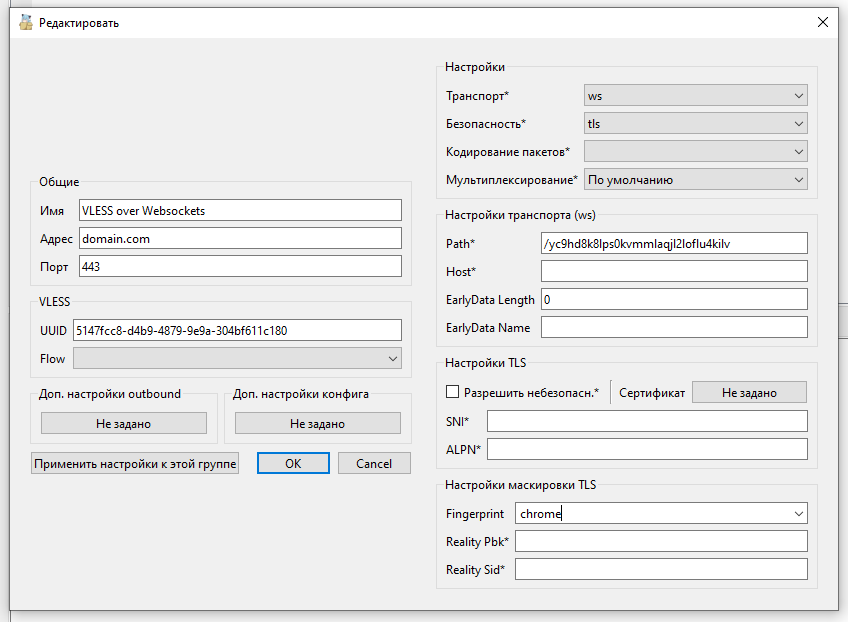 Редактировать
Общие
Имя VLESS over Websockets
Адрес domain.com
Порт 443
VLESS
UUID 5147fcc8-d4b9-4879-9e9a-304bf611c180
Flow
Доп. настройки outbound
Не задано
Доп. настройки конфига
Не задано
Применить настройки к этой группе
OK
Cancel
Настройки
Транспорт* ws
Безопасность* tls
Кодирование пакетов*
Мультиплексирование* По умолчанию
Настройки транспорта (ws)
Path* /yc9hd8k8lps0kvmmlaqjl2loflu4kilv
Host*
EarlyData Length 0
EarlyData Name
Настройки TLS
Разрешить небезопасн.* Сертификат Не задано
SNI*
ALPN*
Настройки маскировки TLS
Fingerprint chrome
Reality Pbk*
Reality Sid*